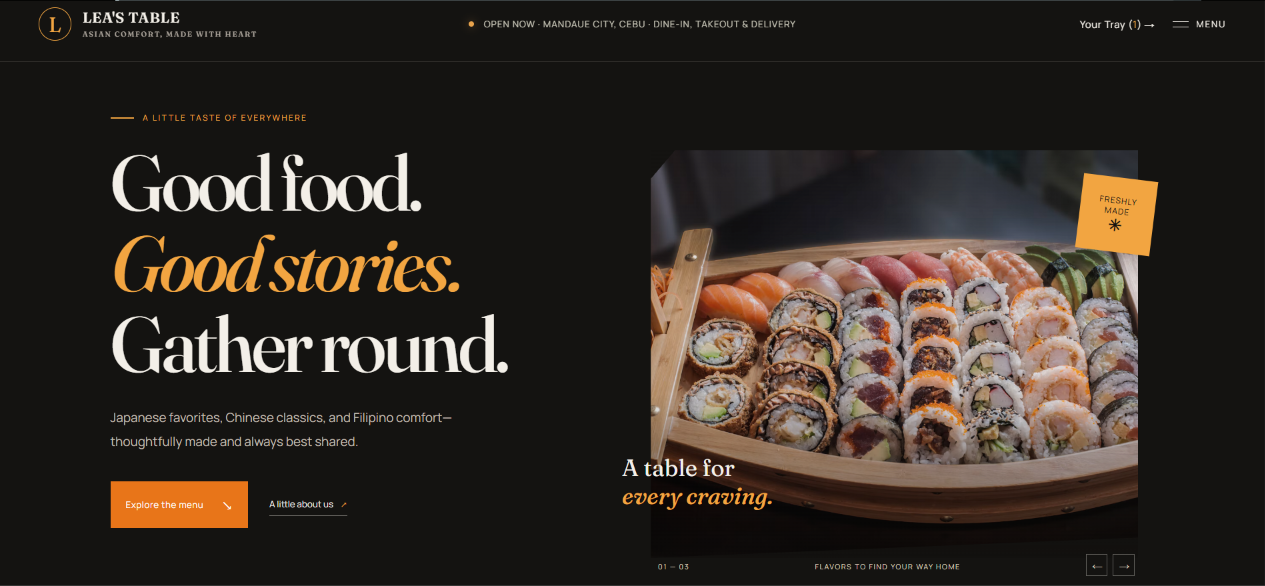 L
LEA'S TABLE
ASIAN COMFORT, MADE WITH HEART
OPEN NOW · MANDAUE CITY, CEBU · DINE-IN, TAKEOUT & DELIVERY
Your Tray (1) →
MENU
A LITTLE TASTE OF EVERYWHERE
Good food.
Good stories.
Gather round.
Japanese favorites, Chinese classics, and Filipino comfort—
thoughtfully made and always best shared.
Explore the menu ↘
A little about us ↗
FRESHLY
MADE
A table for
every craving.
01 — 03
FLAVORS TO FIND YOUR WAY HOME
← →